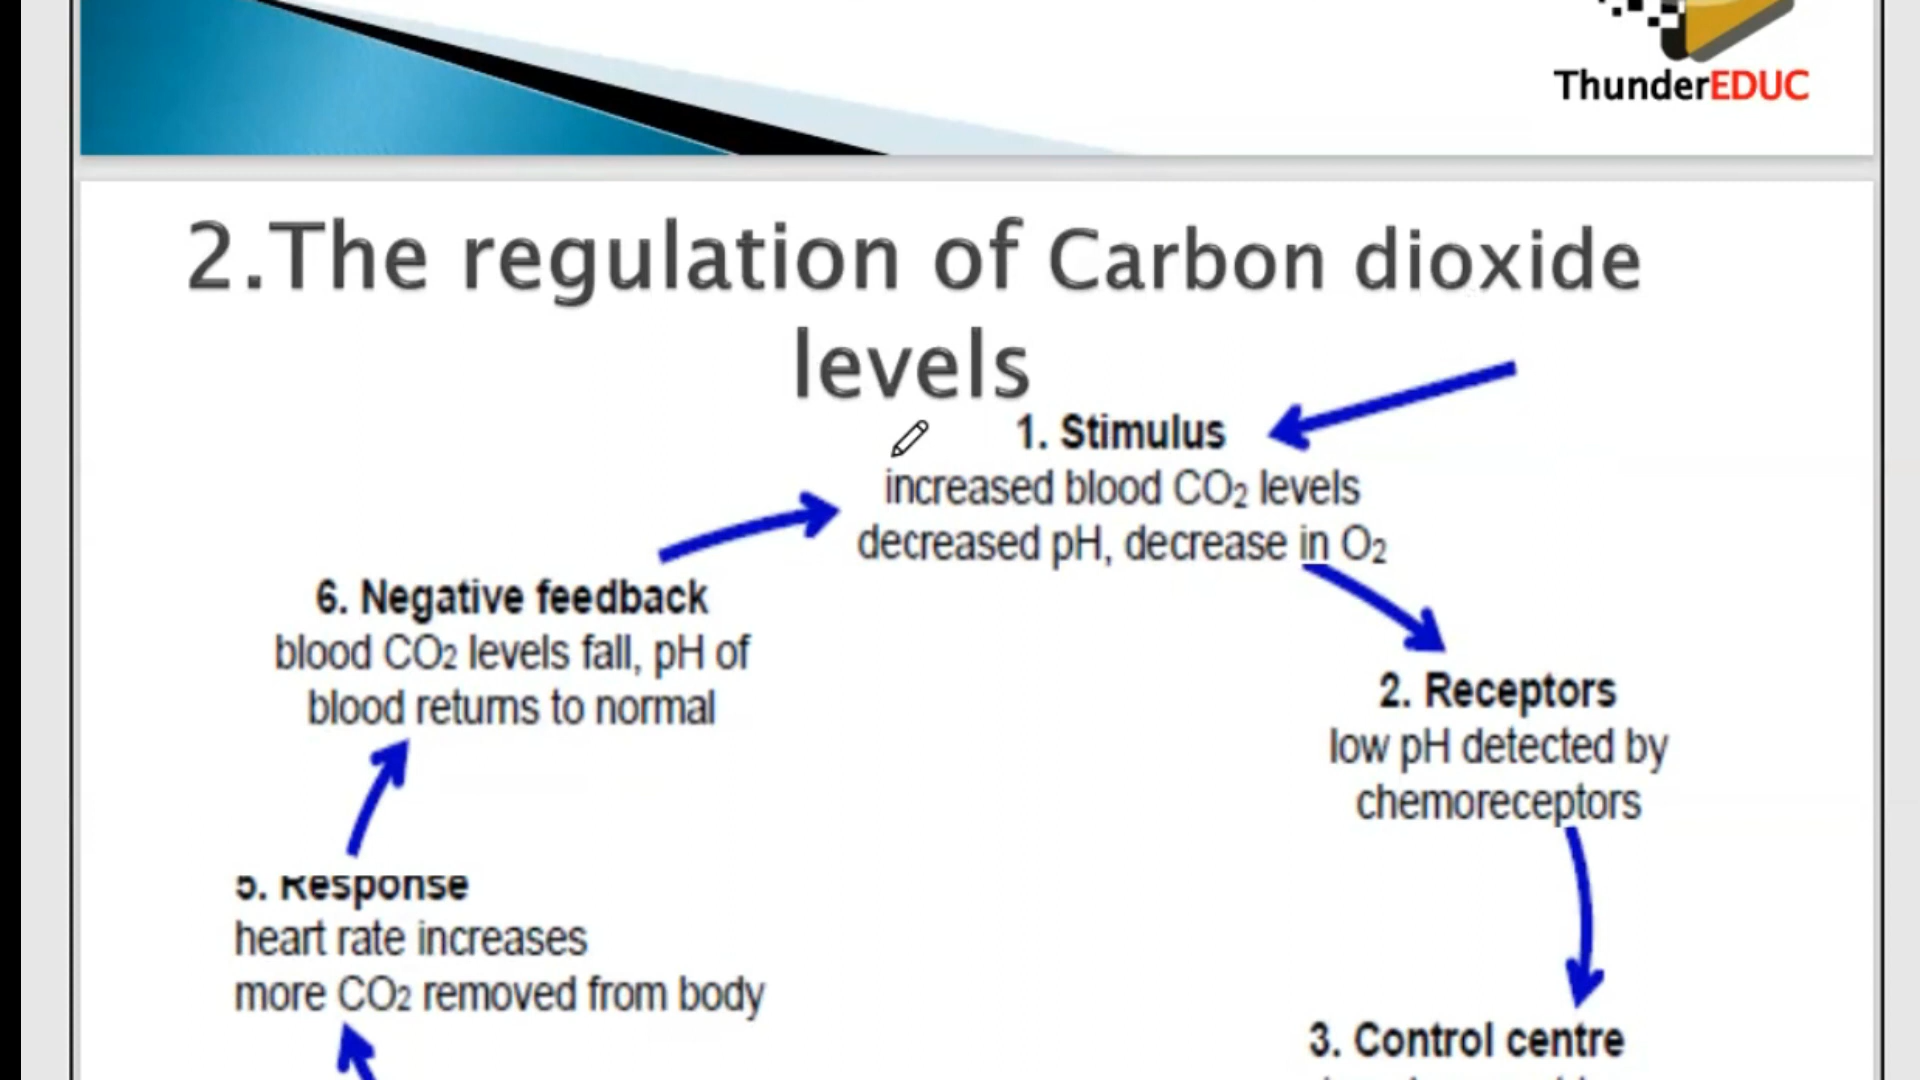 ThunderEDUC
2.The regulation of Carbon dioxide
levels
1. Stimulus
increased blood CO2 levels
decreased pH, decrease in O2
2. Receptors
low pH detected by
chemoreceptors
3. Control centre
5. Response
heart rate increases
more CO2 removed from body
6. Negative feedback
blood CO2 levels fall, pH of
blood returns to normal